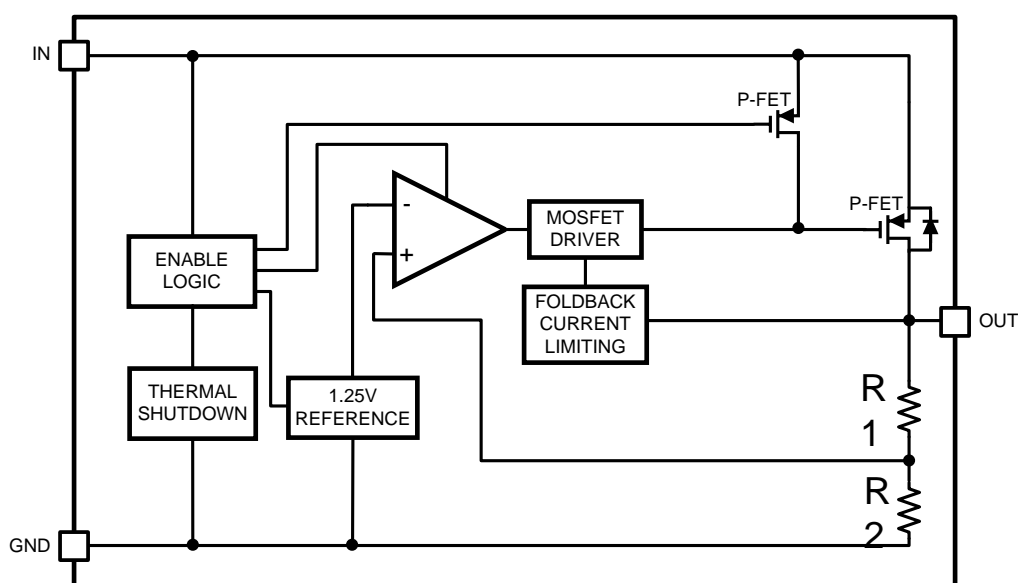 IN
P-FET
P-FET
-
+
MOSFET
DRIVER
ENABLE
LOGIC
FOLDBACK
CURRENT
LIMITING
OUT
THERMAL
SHUTDOWN
1.25V
REFERENCE
R
1
R
2
GND